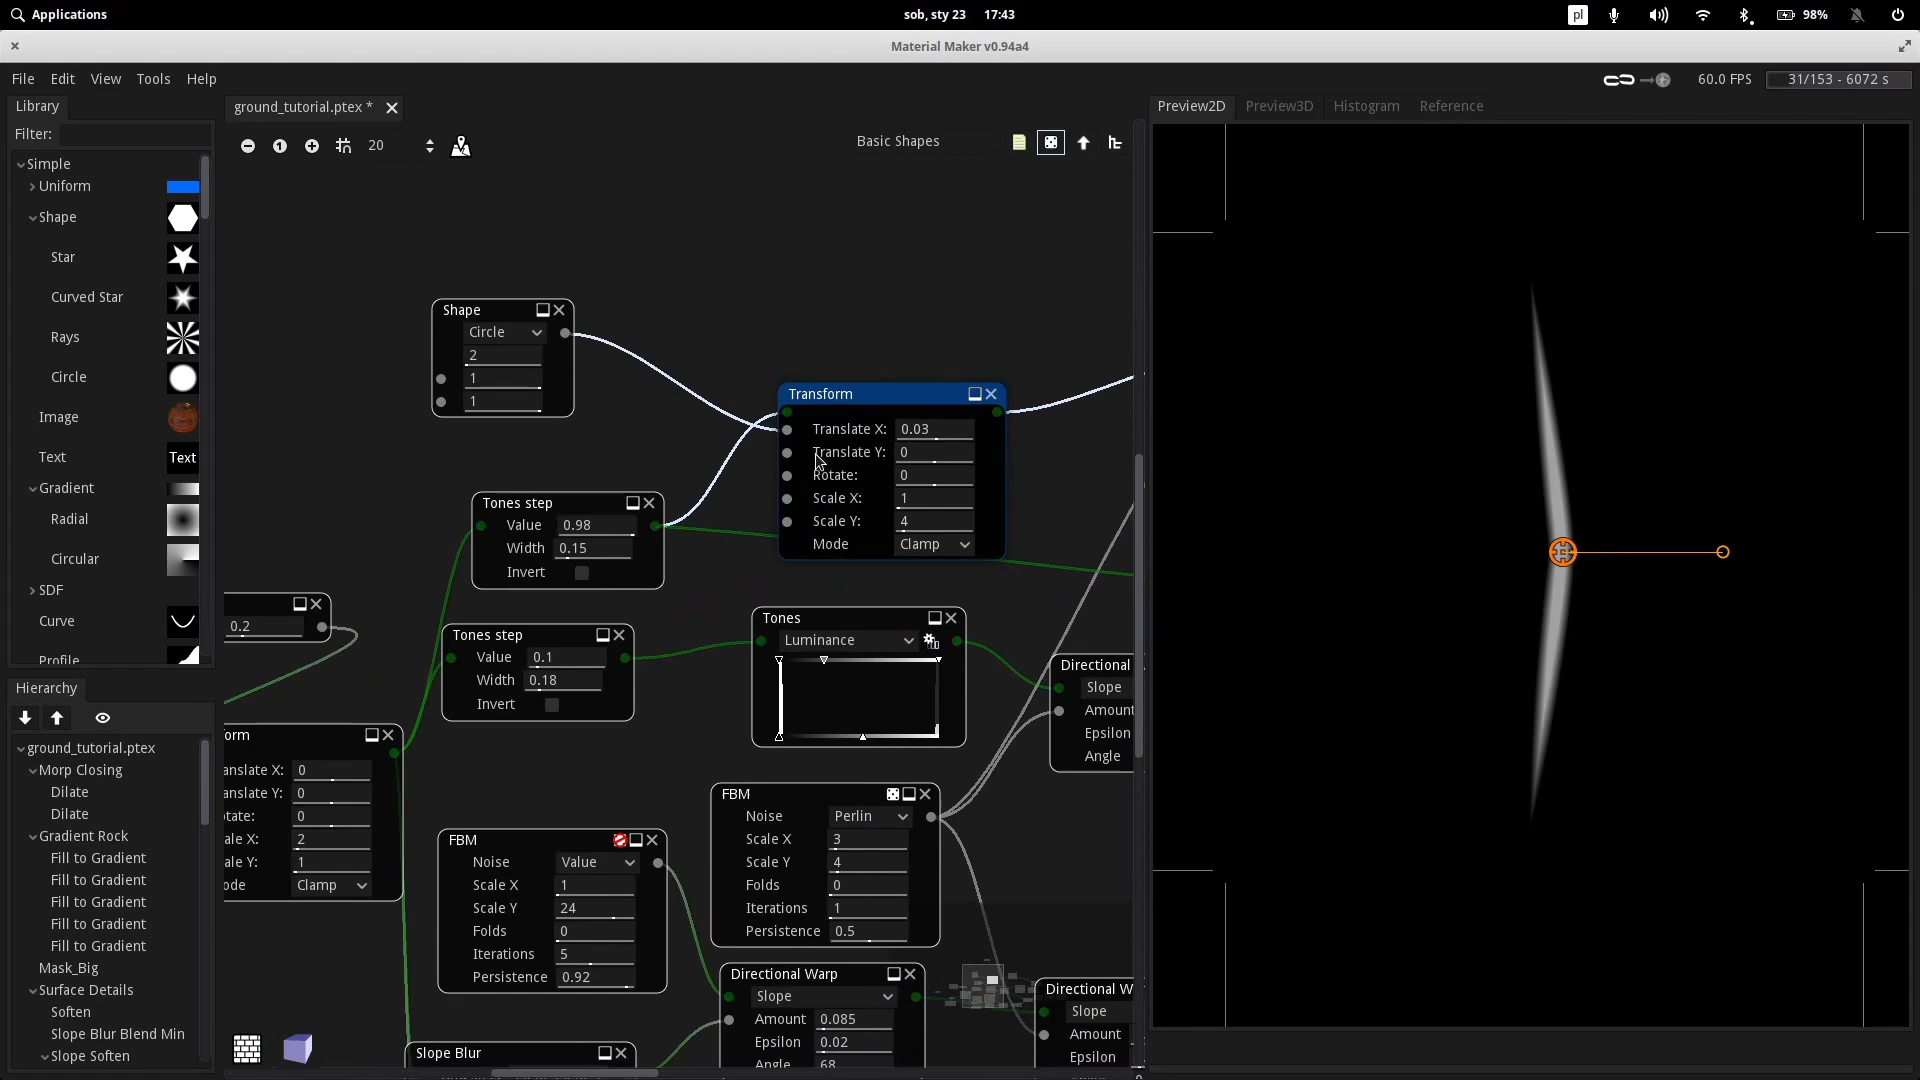 Applications
sob, sty 23 17:43
pl
98%
Material Maker v0.94a4
File Edit View Tools Help
60.0 FPS
31/153 - 6072 s
Library
Filter:
Simple
Uniform
Shape
Star
Curved Star
Rays
Circle
Image
Text Text
Gradient
Radial
Circular
SDF
Curve
Profile
Hierarchy
ground_tutorial.ptex
Morp Closing
Dilate
Dilate
Gradient Rock
Fill to Gradient
Fill to Gradient
Fill to Gradient
Fill to Gradient
Fill to Gradient
Mask_Big
Surface Details
Soften
Slope Blur Blend Min
Slope Soften
ground_tutorial.ptex *
1
20
Basic Shapes
Shape
Circle
2
1
1
Transform
Translate X: 0.03
Translate Y: 0
Rotate: 0
Scale X: 1
Scale Y: 4
Mode Clamp
Tones step
Value 0.98
Width 0.15
Invert
0.2
Tones step
Value 0.1
Width 0.18
Invert
Tones
Luminance
Directional
Slope
Amount
Epsilon
Angle
orm
anslate X: 0
anslate Y: 0
otate: 0
cale X: 2
ale Y: 1
ode Clamp
FBM
Noise Value
Scale X 1
Scale Y 24
Folds 0
Iterations 5
Persistence 0.92
FBM
Noise Perlin
Scale X 3
Scale Y 4
Folds 0
Iterations 1
Persistence 0.5
Directional Warp
Slope
Amount 0.085
Epsilon 0.02
Angle 68
Slope Blur
Directional W
Slope
Amount
Epsilon
Preview2D Preview3D Histogram Reference